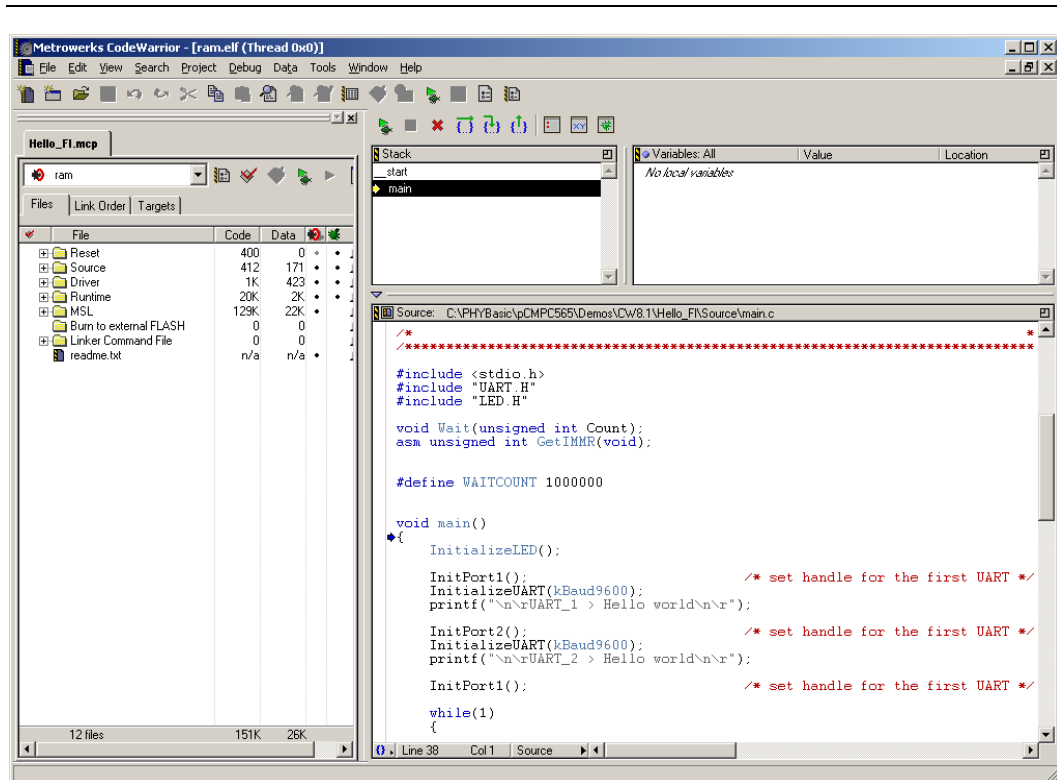 Metrowerks CodeWarrior - [ram.elf (Thread 0x0)]
File Edit View Search Project Debug Data Tools Window Help
Hello_FI.mcp
ram
Files Link Order Targets
File Code Data
Reset 400 0
Source 412 171
Driver 1K 423
Runtime 20K 2K
MSL 129K 22K
Burn to external FLASH 0 0
Linker Command File 0 0
readme.txt n/a n/a
12 files 151K 26K
Stack
__start
main
Variables: All Value Location
No local variables
Source: C:\PHYBasic\pCMPC565\Demos\CW8.1\Hello_FI\Source\main.c
/* *
/******************************************************************************
#include <stdio.h>
#include "UART.H"
#include "LED.H"
void Wait(unsigned int Count);
asm unsigned int GetIMMR(void);
#define WAITCOUNT 1000000
void main()
{
InitializeLED();
InitPort1(); /* set handle for the first UART */
InitializeUART(kBaud9600);
printf("\n\rUART_1 > Hello world\n\r");
InitPort2(); /* set handle for the first UART */
InitializeUART(kBaud9600);
printf("\n\rUART_2 > Hello world\n\r");
InitPort1(); /* set handle for the first UART */
while(1)
{
Line 38 Col 1 Source